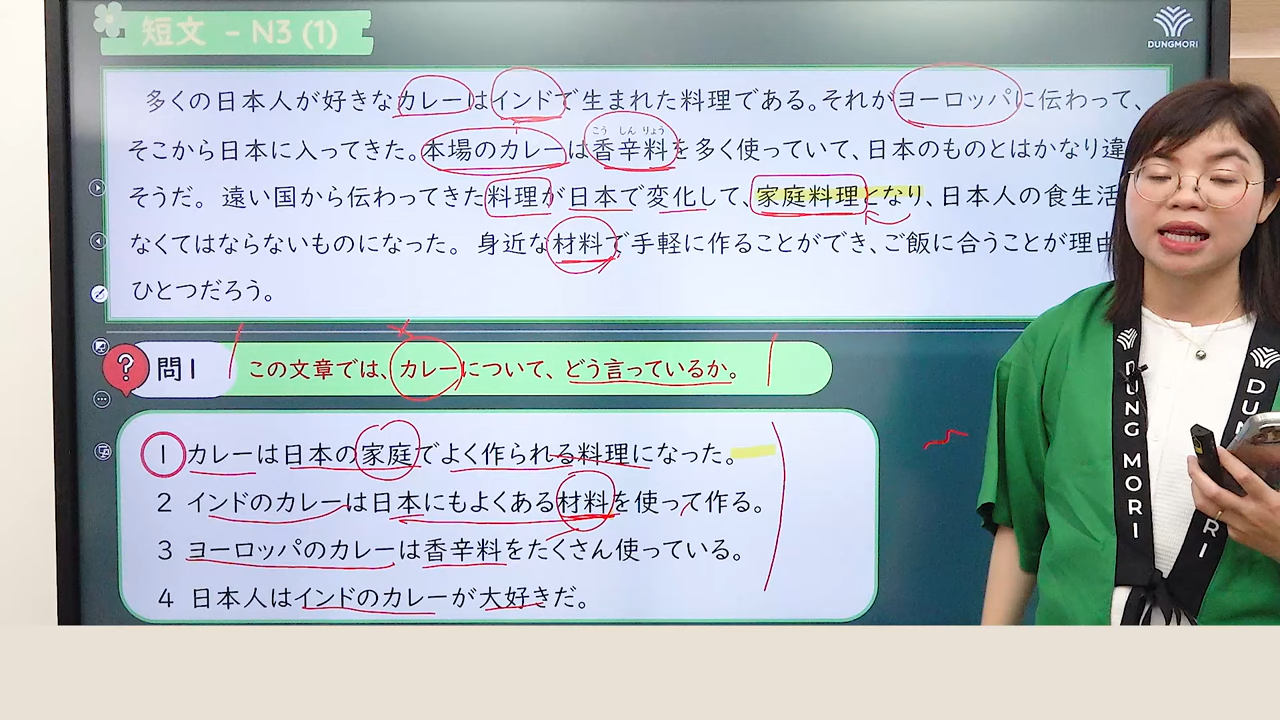 短文 - N3 (1)
DUNGMORI
多くの日本人が好きなカレーはインドで生まれた料理である。それがヨーロッパに伝わって、
こう しん りょう
そこから日本に入ってきた。本場のカレーは香辛料を多く使っていて、日本のものとはかなり違
そうだ。遠い国から伝わってきた料理が日本で変化して、家庭料理となり、日本人の食生活
なくてはならないものになった。身近な材料で手軽に作ることができ、ご飯に合うことが理由
ひとつだろう。
? 問1 この文章では、カレーについて、どう言っているか。
1 カレーは日本の家庭でよく作られる料理になった。
2 インドのカレーは日本にもよくある材料を使って作る。
3 ヨーロッパのカレーは香辛料をたくさん使っている。
4 日本人はインドのカレーが大好きだ。
DUNG MORI
DU
RI